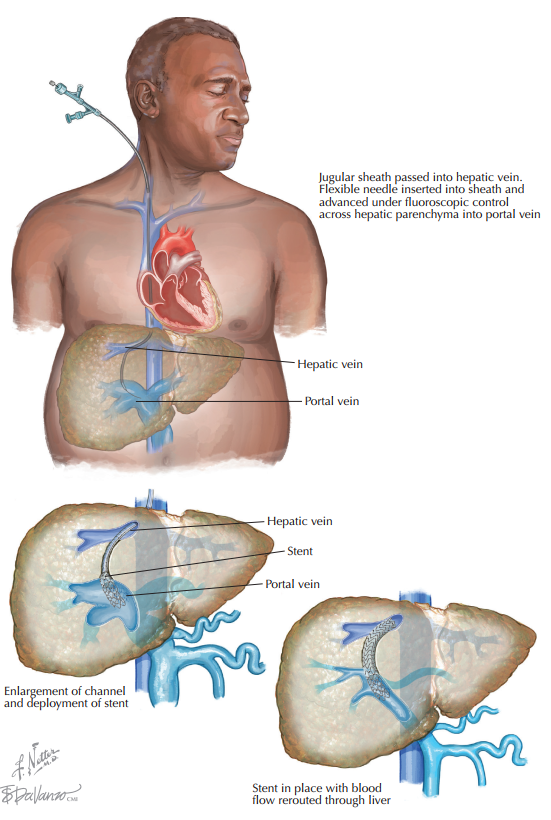 Jugular sheath passed into hepatic vein.
Flexible needle inserted into sheath and
advanced under fluoroscopic control
across hepatic parenchyma into portal vein
Hepatic vein
Portal vein
Hepatic vein
Stent
Portal vein
Enlargement of channel
and deployment of stent
f. Netter
M.D.
DaVanzo CMI
Stent in place with blood
flow rerouted through liver